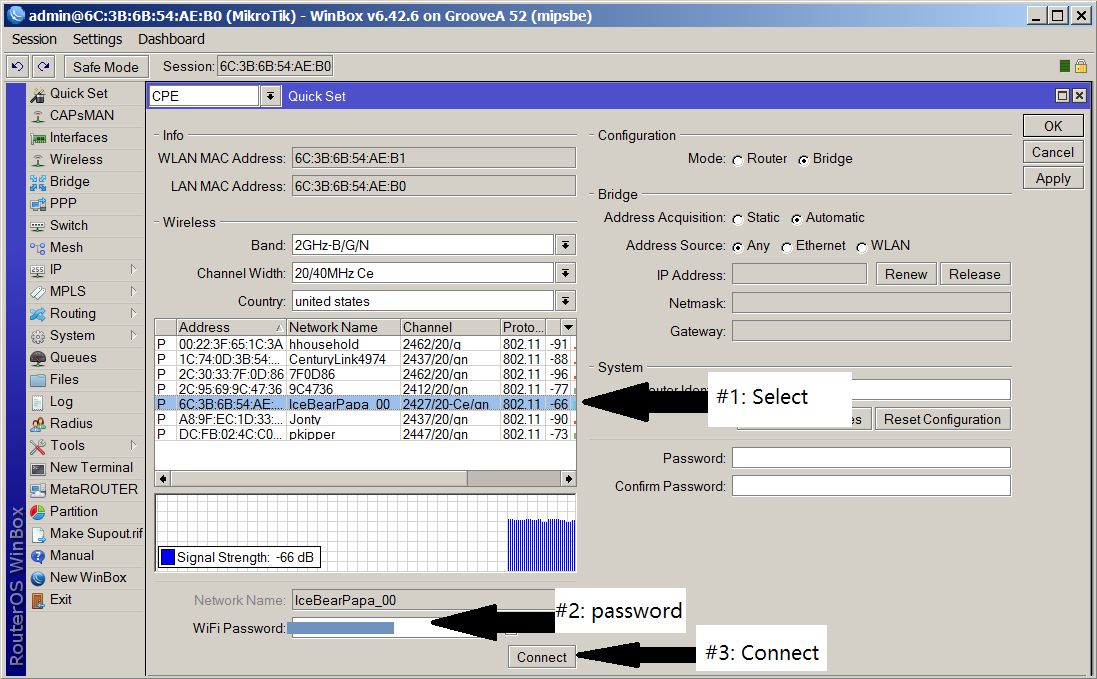 admin@6C:3B:6B:54:AE:B0 (MikroTik) - WinBox v6.42.6 on GrooveA 52 (mipsbe)
Session Settings Dashboard
Safe Mode Session: 6C:3B:6B:54:AE:B0
RouterOS WinBox
Quick Set
CAPsMAN
Interfaces
Wireless
Bridge
PPP
Switch
Mesh
IP
MPLS
Routing
System
Queues
Files
Log
Radius
Tools
New Terminal
MetaROUTER
Partition
Make Supout.rif
Manual
New WinBox
Exit
CPE Quick Set
Info
WLAN MAC Address: 6C:3B:6B:54:AE:B1
LAN MAC Address: 6C:3B:6B:54:AE:B0
Wireless
Band: 2GHz-B/G/N
Channel Width: 20/40MHz Ce
Country: united states
Address Network Name Channel Proto...
P 00:22:3F:65:1C:3A hhousehold 2462/20/g 802.11 -91
P 1C:74:0D:3B:54:... CenturyLink4974 2437/20/gn 802.11 -88
P 2C:30:33:7F:0D:86 7F0D86 2462/20/gn 802.11 -96
P 2C:95:69:9C:47:36 9C4736 2412/20/gn 802.11 -77
P 6C:3B:6B:54:AE:... IceBearPapa_00 2427/20-Ce/gn 802.11 -66
P A8:9F:EC:1D:33:... Jonty 2437/20/gn 802.11 -90
P DC:FB:02:4C:C0... pkipper 2447/20/gn 802.11 -73
Signal Strength: -66 dB
Network Name: IceBearPapa_00
WiFi Password:
Connect
Configuration
Mode: Router Bridge
Bridge
Address Acquisition: Static Automatic
Address Source: Any Ethernet WLAN
IP Address: Renew Release
Netmask:
Gateway:
System
Reset Configuration
Password:
Confirm Password:
OK
Cancel
Apply
#1: Select
#2: password
#3: Connect